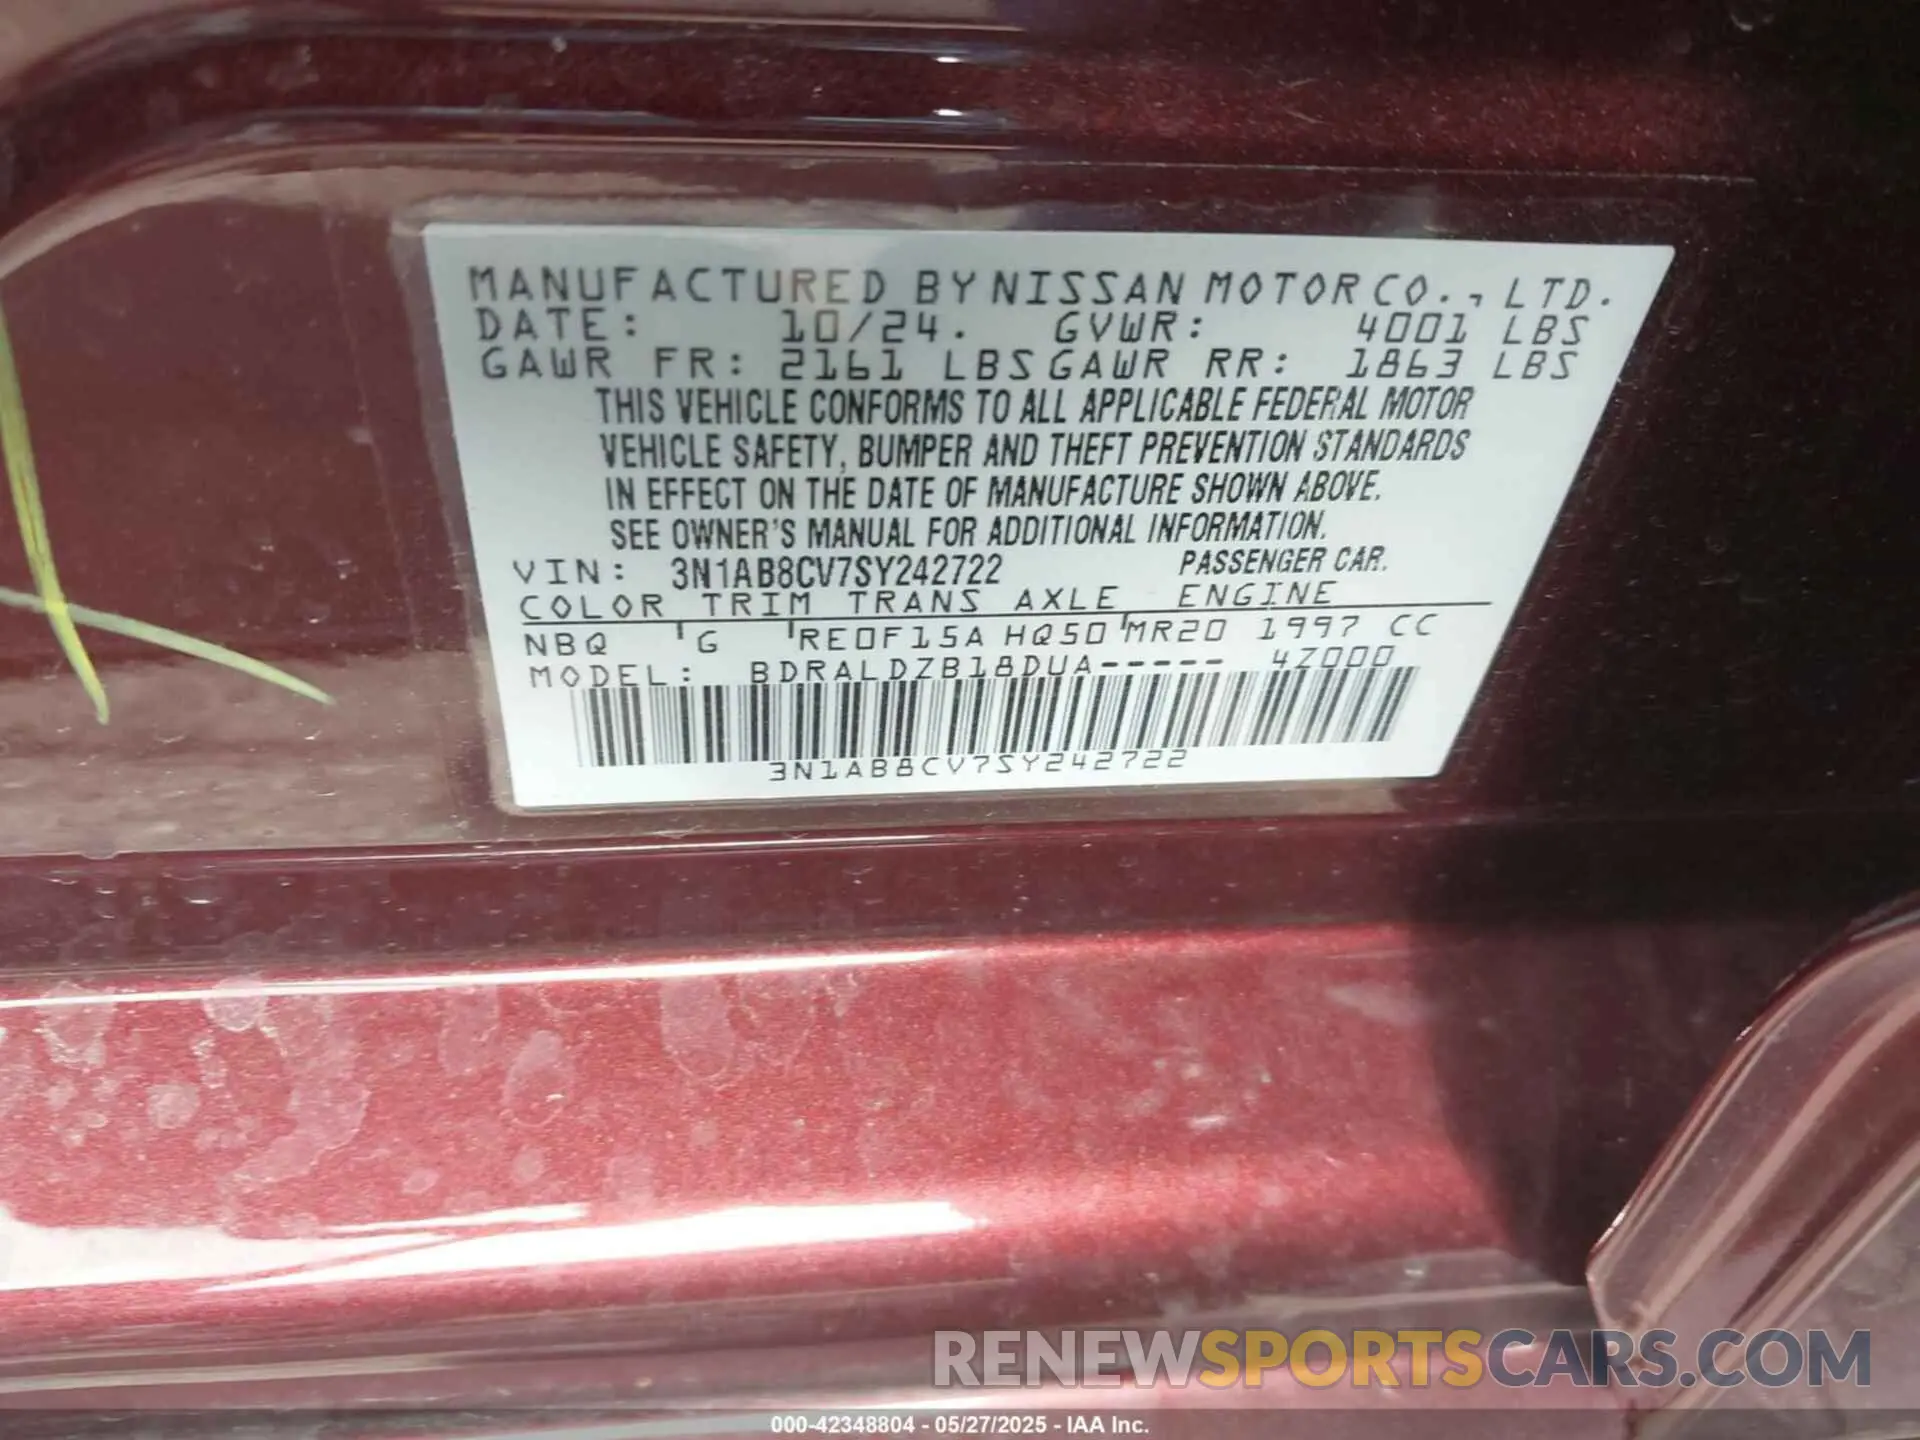 MANUFACTURED BY NISSAN MOTOR CO., LTD.
DATE: 10/24. GVWR: 4001 LBS
GAWR FR: 2161 LBS GAWR RR: 1863 LBS
THIS VEHICLE CONFORMS TO ALL APPLICABLE FEDERAL MOTOR
VEHICLE SAFETY, BUMPER AND THEFT PREVENTION STANDARDS
IN EFFECT ON THE DATE OF MANUFACTURE SHOWN ABOVE.
SEE OWNER'S MANUAL FOR ADDITIONAL INFORMATION.
VIN: 3N1AB8CV7SY242722 PASSENGER CAR.
COLOR TRIM TRANS AXLE ENGINE
NBQ G RE0F15A HQ50 MR20 1997 CC
MODEL: BDRALDZB18DUA----- 4Z000
3N1AB8CV7SY242722
RENEWSPORTSCARS.COM
000-42348804 - 05/27/2025 - IAA Inc.